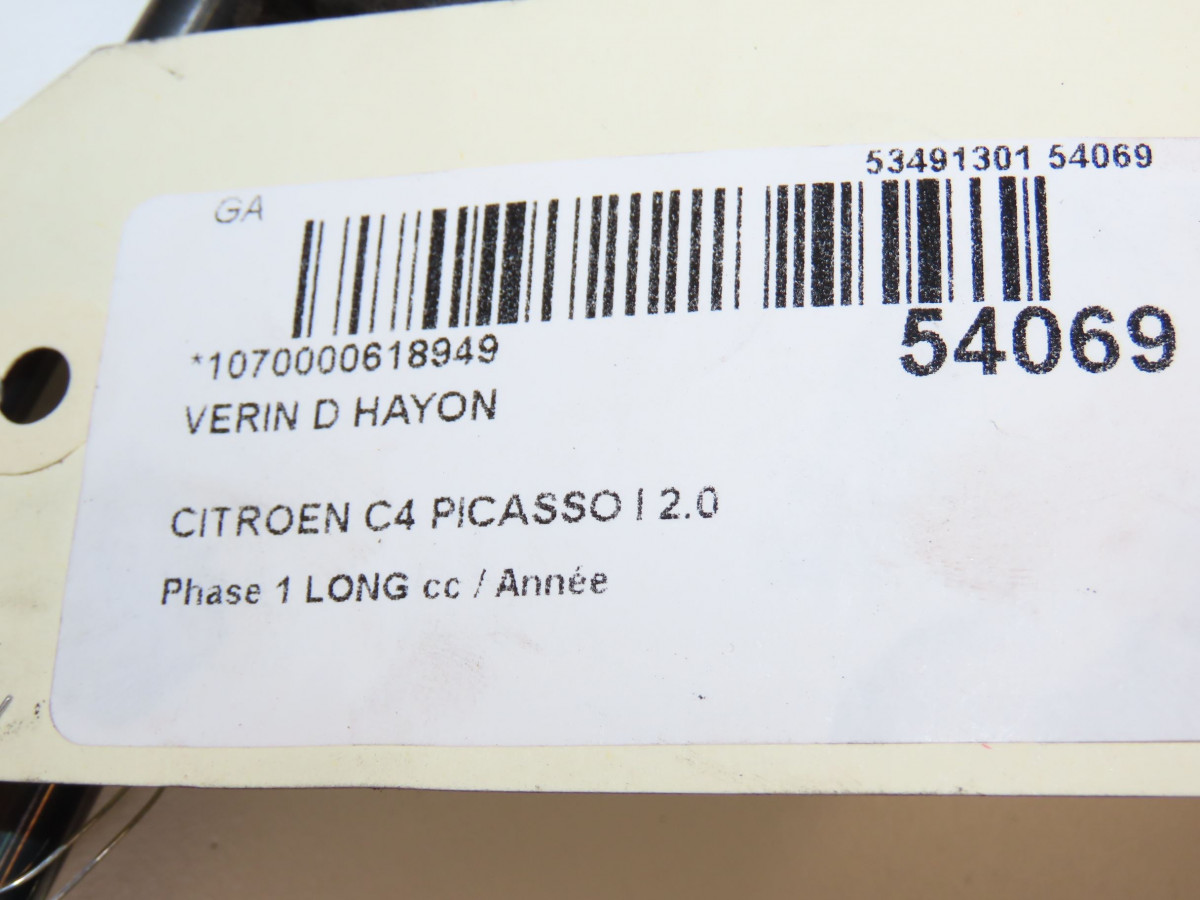 53491301 54069
GA
54069
*1070000618949
VERIN D HAYON
CITROEN C4 PICASSO I 2.0
Phase 1 LONG cc / Année